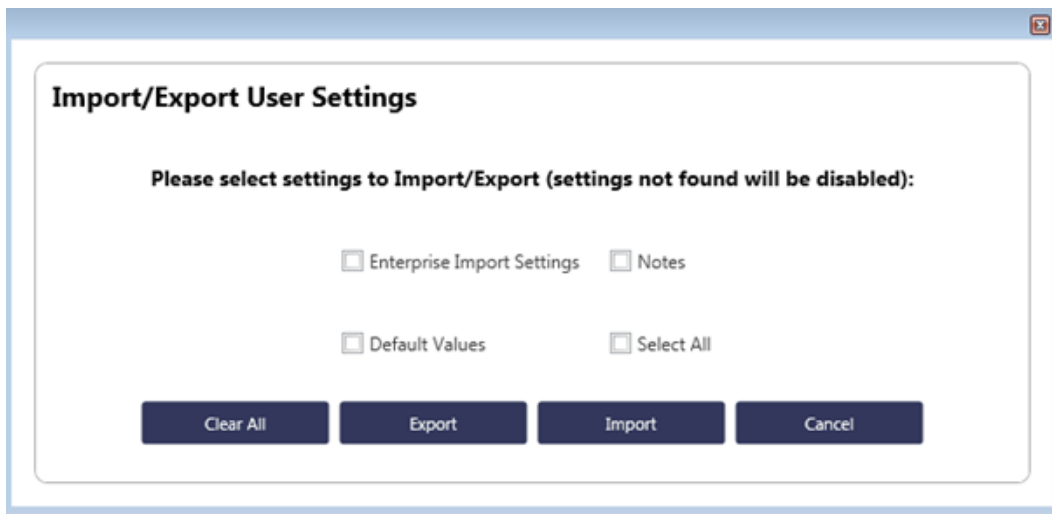 Import/Export User Settings
Please select settings to Import/Export (settings not found will be disabled):
Enterprise Import Settings Notes
Default Values Select All
Clear All Export Import Cancel